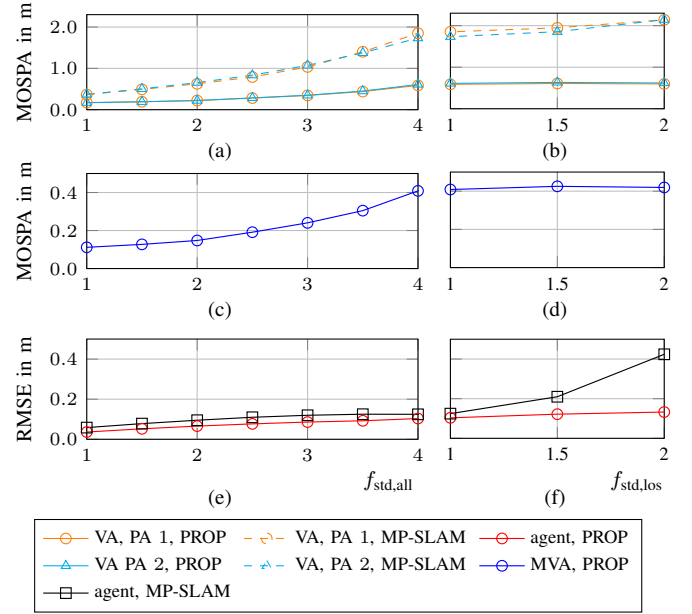 MOSPA in m
2.0
1.0
0.0
1 2 3 4
1 1.5 2
(a) (b)
MOSPA in m
0.4
0.2
0.0
1 2 3 4
1 1.5 2
(c) (d)
RMSE in m
0.4
0.2
0.0
1 2 3 4
1 1.5 2
(e) f_std,all (f) f_std,los
VA, PA 1, PROP VA, PA 1, MP-SLAM agent, PROP
VA PA 2, PROP VA, PA 2, MP-SLAM MVA, PROP
agent, MP-SLAM